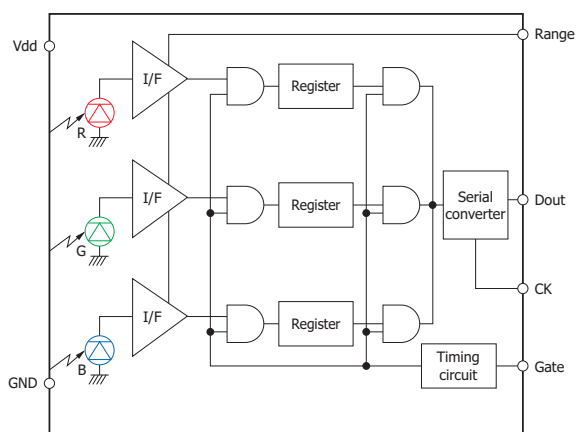 Vdd
Range
I/F
Register
R
I/F
Register
Serial
converter
Dout
G
CK
I/F
Register
B
Timing
circuit
Gate
GND